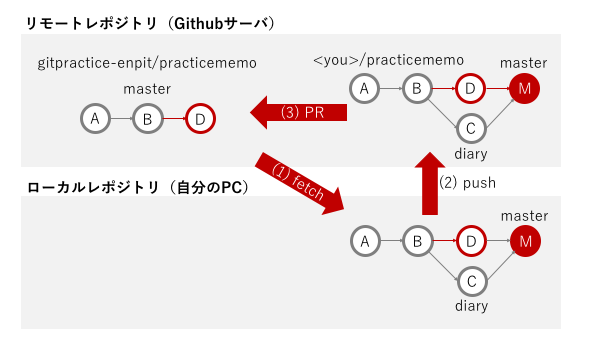 リモートレポジトリ（Githubサーバ）
gitpractice-enpit/practicememo
master
A
B
D
<you>/practicememo
master
A
B
D
M
C
diary
(3) PR
(1) fetch
(2) push
ローカルレポジトリ（自分のPC）
master
A
B
D
M
C
diary